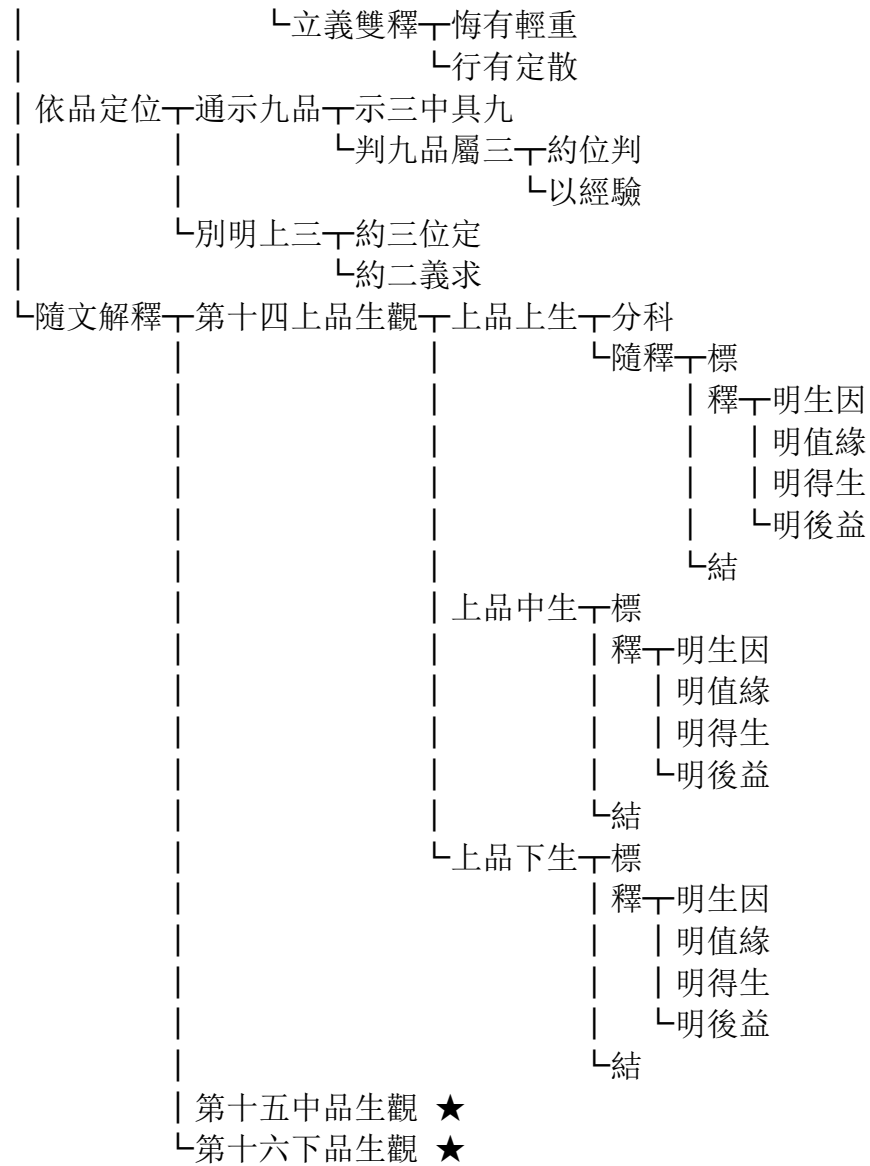 立義雙釋 悔有輕重
行有定散
依品定位 通示九品 示三中具九
判九品屬三 約位判
以經驗
別明上三 約三位定
約二義求
隨文解釋 第十四上品生觀 上品上生 分科
隨釋 標
釋 明生因
明值緣
明得生
明後益
結
上品中生 標
釋 明生因
明值緣
明得生
明後益
結
上品下生 標
釋 明生因
明值緣
明得生
明後益
結
第十五中品生觀 ★
第十六下品生觀 ★